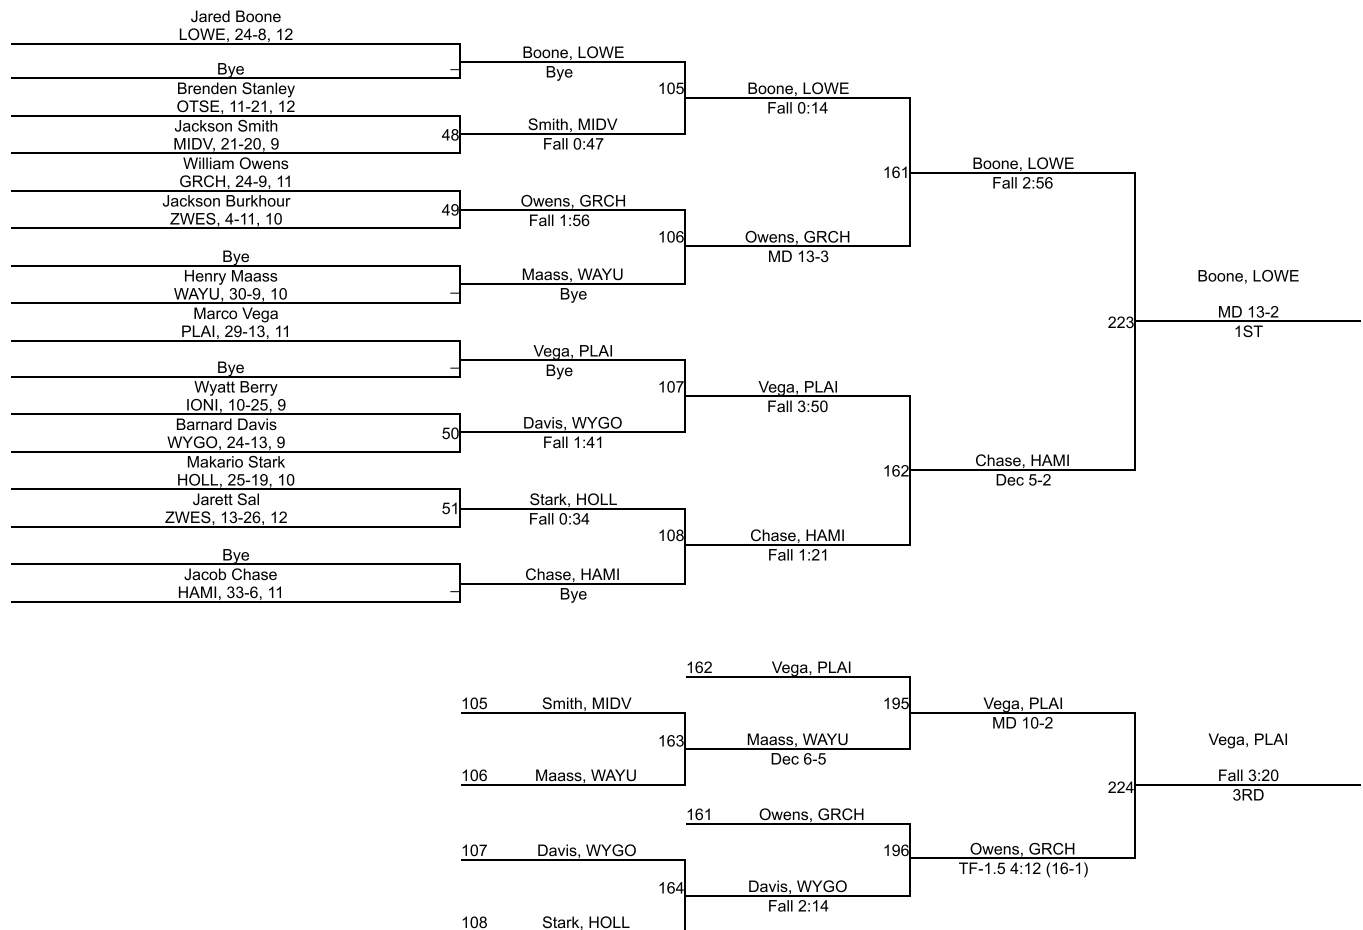 Jared Boone
LOWE, 24-8, 12
Boone, LOWE
Bye
–
Bye
Brenden Stanley
OTSE, 11-21, 12
105
Boone, LOWE
Fall 0:14
Jackson Smith
MIDV, 21-20, 9
48
Smith, MIDV
Fall 0:47
William Owens
GRCH, 24-9, 11
161
Boone, LOWE
Fall 2:56
Jackson Burkhour
ZWES, 4-11, 10
49
Owens, GRCH
Fall 1:56
106
Owens, GRCH
MD 13-3
Bye
Henry Maass
WAYU, 30-9, 10
–
Maass, WAYU
Bye
Marco Vega
PLAI, 29-13, 11
223
Boone, LOWE
MD 13-2
1ST
Bye
–
Vega, PLAI
Bye
Wyatt Berry
IONI, 10-25, 9
107
Vega, PLAI
Fall 3:50
Barnard Davis
WYGO, 24-13, 9
50
Davis, WYGO
Fall 1:41
Makario Stark
HOLL, 25-19, 10
162
Chase, HAMI
Dec 5-2
Jarett Sal
ZWES, 13-26, 12
51
Stark, HOLL
Fall 0:34
108
Chase, HAMI
Fall 1:21
Bye
Jacob Chase
HAMI, 33-6, 11
–
Chase, HAMI
Bye
162
Vega, PLAI
105
Smith, MIDV
195
Vega, PLAI
MD 10-2
163
Maass, WAYU
Dec 6-5
106
Maass, WAYU
224
Vega, PLAI
Fall 3:20
3RD
161
Owens, GRCH
107
Davis, WYGO
196
Owens, GRCH
TF-1.5 4:12 (16-1)
164
Davis, WYGO
Fall 2:14
108
Stark, HOLL